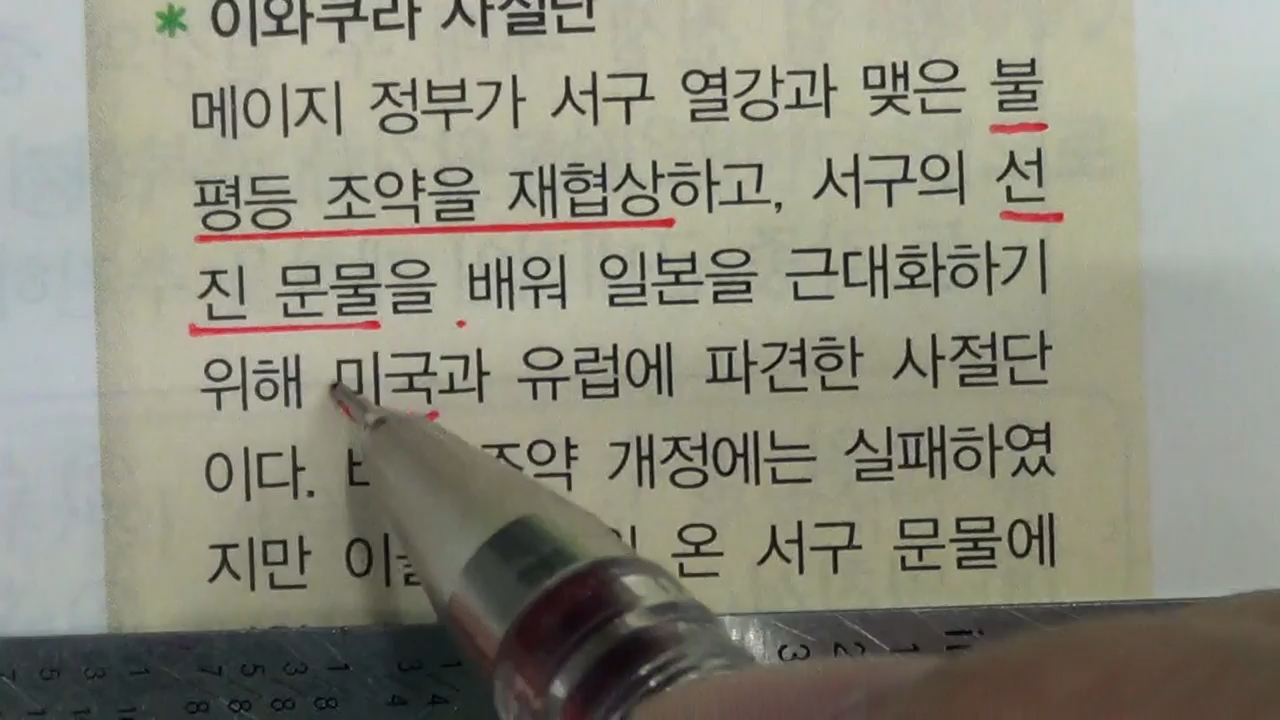 * 이와쿠라 사절단
메이지 정부가 서구 열강과 맺은 불
평등 조약을 재협상하고, 서구의 선
진 문물을 배워 일본을 근대화하기
위해 미국과 유럽에 파견한 사절단
이다. 조약 개정에는 실패하였
지만 온 서구 문물에